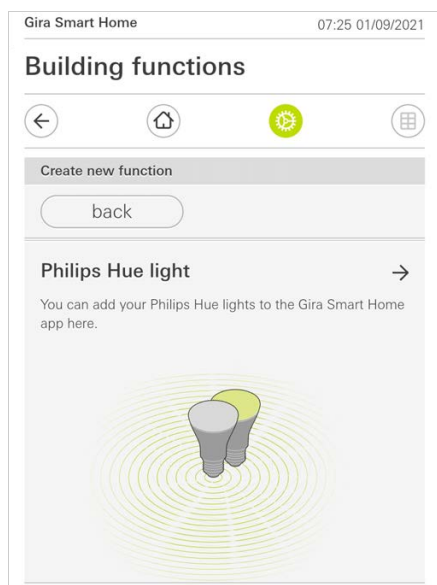 Gira Smart Home 07:25 01/09/2021
Building functions
Create new function
back
Philips Hue light
You can add your Philips Hue lights to the Gira Smart Home
app here.